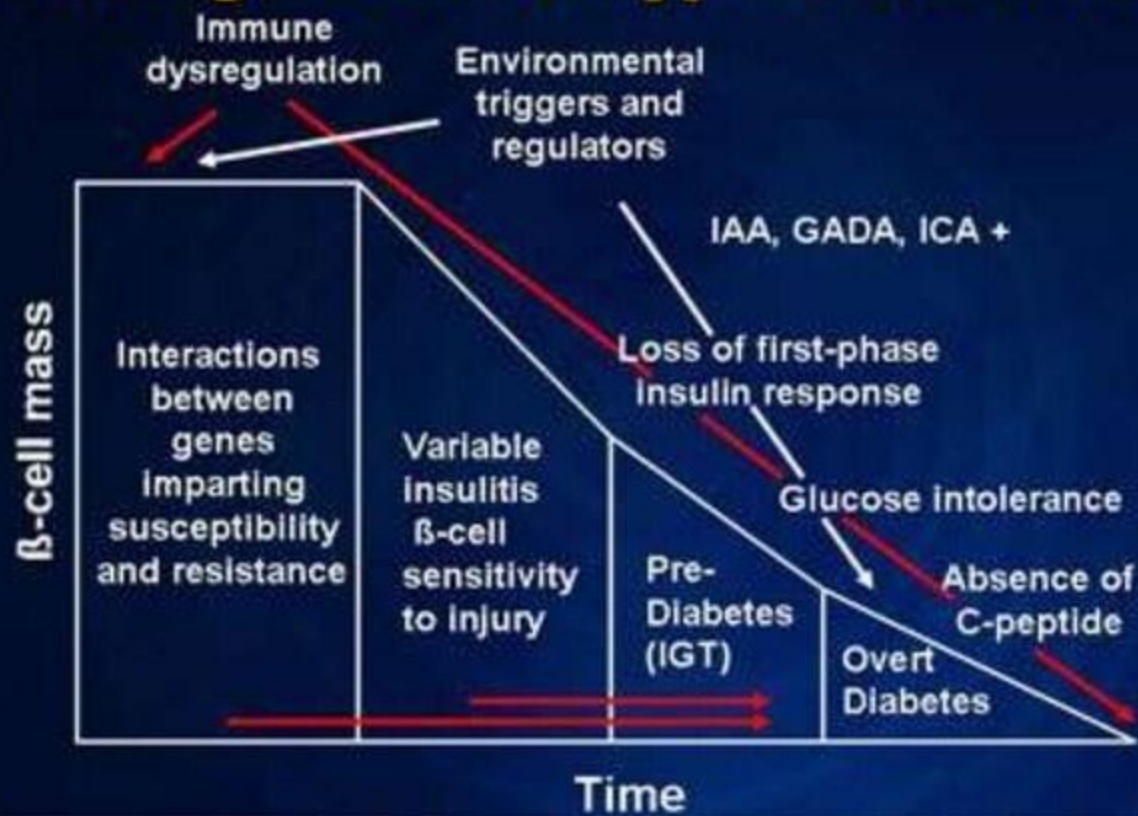 Immune
dysregulation
Environmental
triggers and
regulators
IAA, GADA, ICA +
Loss of first-phase
insulin response
Glucose intolerance
Absence of
C-peptide
ß-cell mass
Interactions
between
genes
imparting
susceptibility
and resistance
Variable
insulitis
ß-cell
sensitivity
to injury
Pre-
Diabetes
(IGT)
Overt
Diabetes
Time